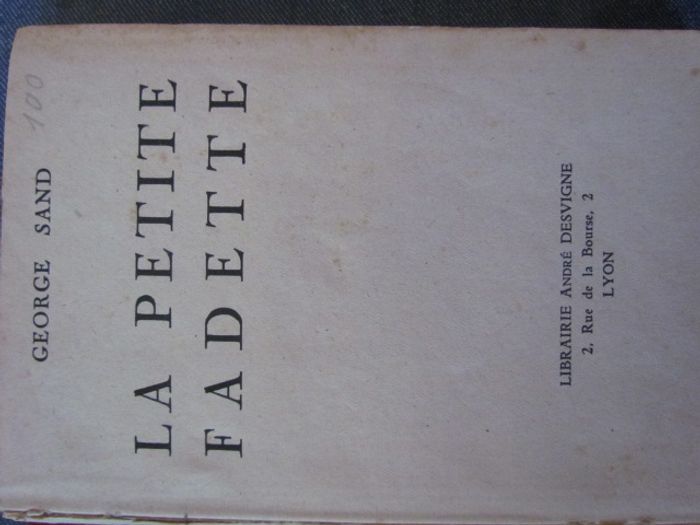 100
GEORGE SAND
LA PETITE
FADETTE
LIBRAIRIE ANDRÉ DESVIGNE
2, Rue de la Bourse, 2
LYON